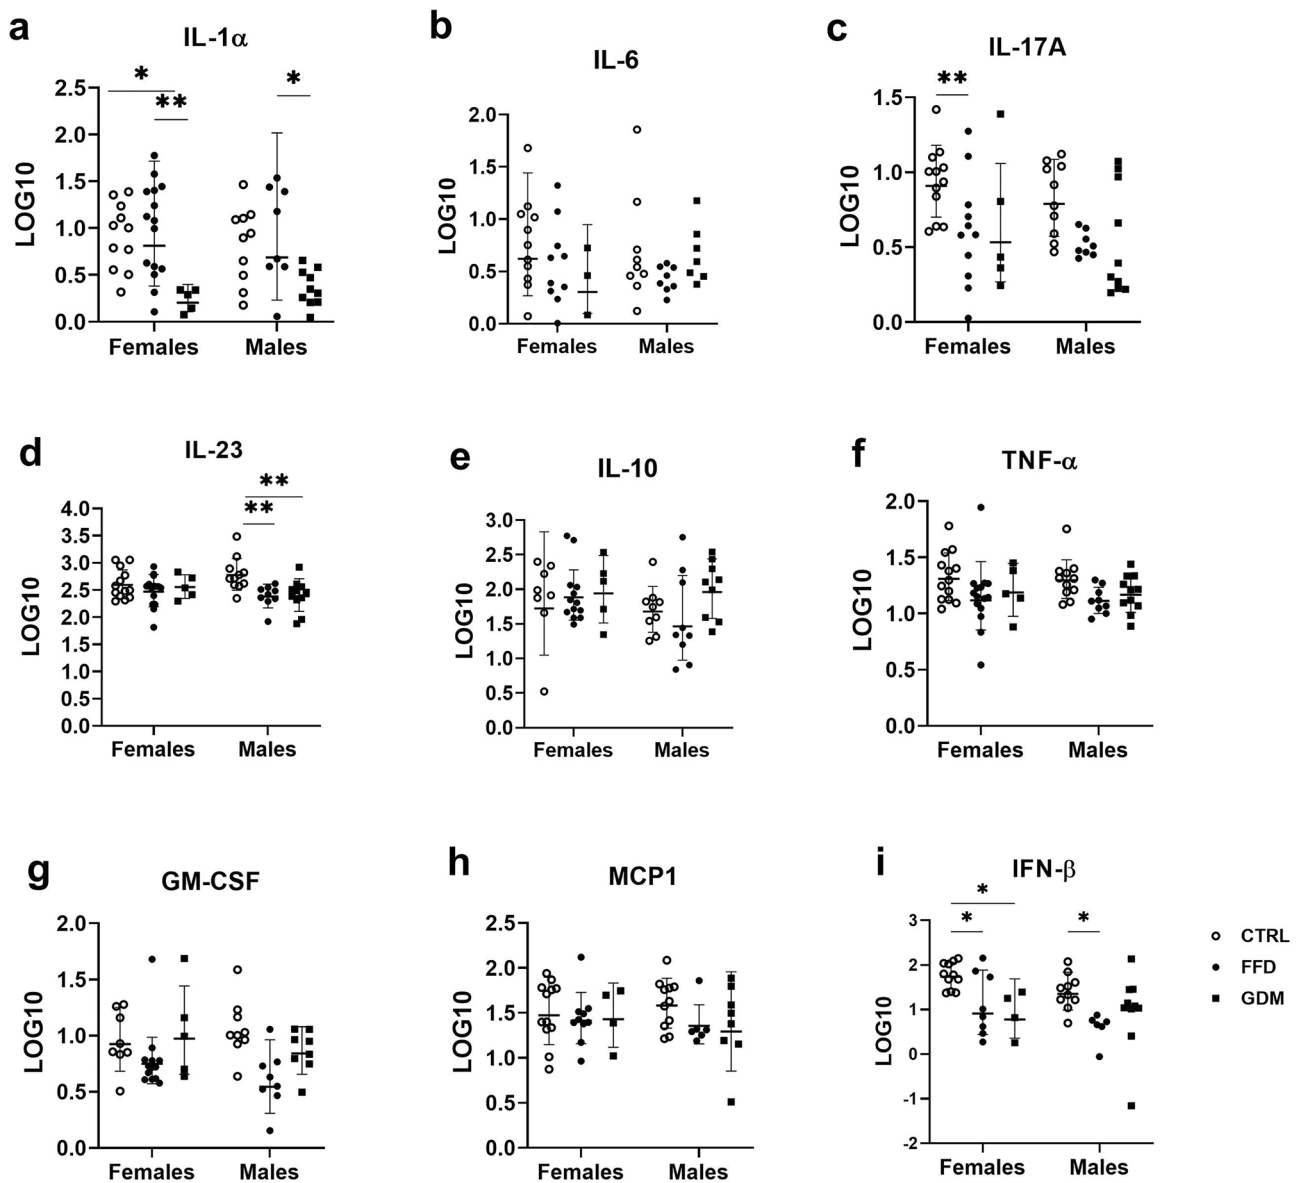 a
IL-1α
*
**
*
LOG10
2.5
2.0
1.5
1.0
0.5
0.0
Females Males
b
IL-6
LOG10
2.0
1.5
1.0
0.5
0.0
Females Males
c
IL-17A
**
LOG10
1.5
1.0
0.5
0.0
Females Males
d
IL-23
**
**
LOG10
4.0
3.5
3.0
2.5
2.0
1.5
1.0
0.5
0.0
Females Males
e
IL-10
LOG10
3.0
2.5
2.0
1.5
1.0
0.5
0.0
Females Males
f
TNF-α
LOG10
2.0
1.5
1.0
0.5
0.0
Females Males
g
GM-CSF
LOG10
2.0
1.5
1.0
0.5
0.0
Females Males
h
MCP1
LOG10
2.5
2.0
1.5
1.0
0.5
0.0
Females Males
i
IFN-β
*
*
*
LOG10
3
2
1
0
-1
-2
Females Males
CTRL
FFD
GDM